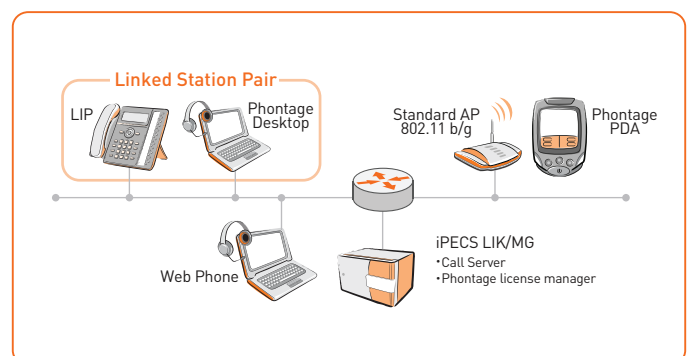 Linked Station Pair
LIP
Phontage
Desktop
Standard AP
802.11 b/g
Phontage
PDA
Web Phone
iPECS LIK/MG
•Call Server
•Phontage license manager